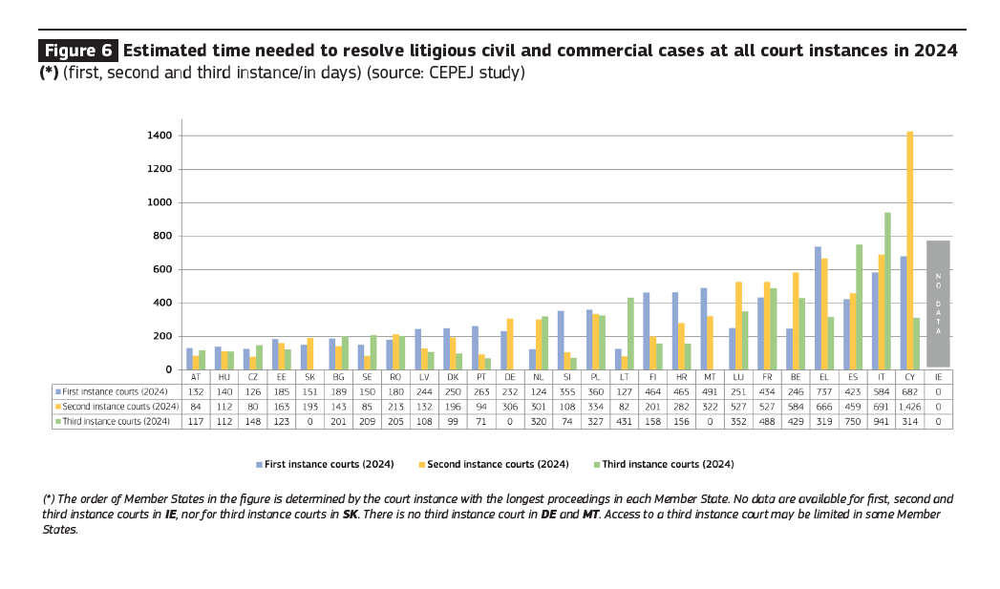 Figure 6 Estimated time needed to resolve litigious civil and commercial cases at all court instances in 2024
(*) (first, second and third instance/in days) (source: CEPEJ study)
1400
1200
1000
800
600
400
200
0
NO DATA
AT HU CZ EE SK BG SE RO LV DK PT DE NL SI PL LT FI HR MT LU FR BE EL ES IT CY IE
First instance courts (2024) 132 140 126 185 151 189 150 180 244 250 263 232 124 355 360 127 464 465 491 251 434 246 737 423 584 682 0
Second instance courts (2024) 84 112 80 163 193 143 85 213 132 196 94 306 301 108 334 82 201 282 322 527 527 584 666 459 691 1,426 0
Third instance courts (2024) 117 112 148 123 0 201 209 205 108 99 71 0 320 74 327 431 158 156 0 352 488 429 319 750 941 314 0
First instance courts (2024) Second instance courts (2024) Third instance courts (2024)
(*) The order of Member States in the figure is determined by the court instance with the longest proceedings in each Member State. No data are available for first, second and
third instance courts in IE, nor for third instance courts in SK. There is no third instance court in DE and MT. Access to a third instance court may be limited in some Member
States.